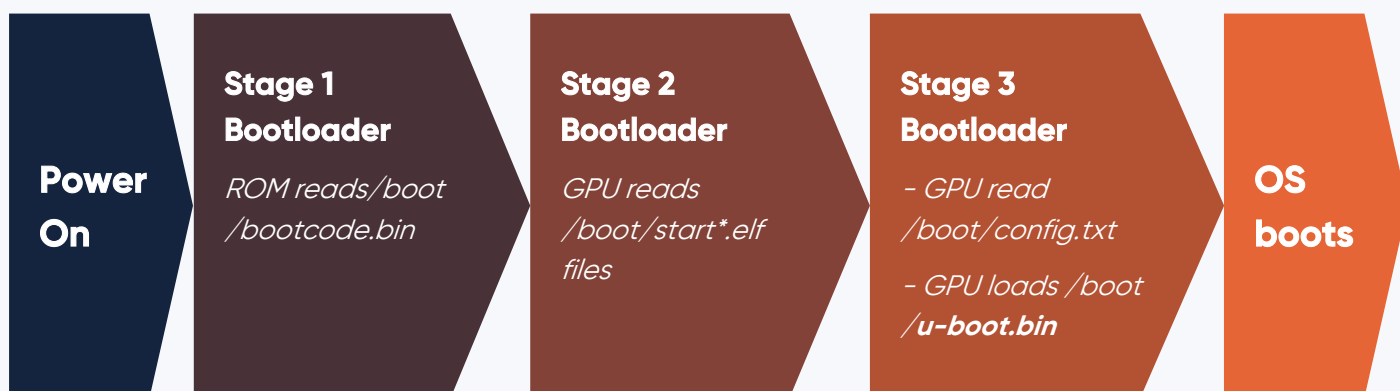 Power
On
Stage 1
Bootloader
ROM reads/boot
/bootcode.bin
Stage 2
Bootloader
GPU reads
/boot/start*.elf
files
Stage 3
Bootloader
- GPU read
/boot/config.txt
- GPU loads /boot
/u-boot.bin
OS
boots